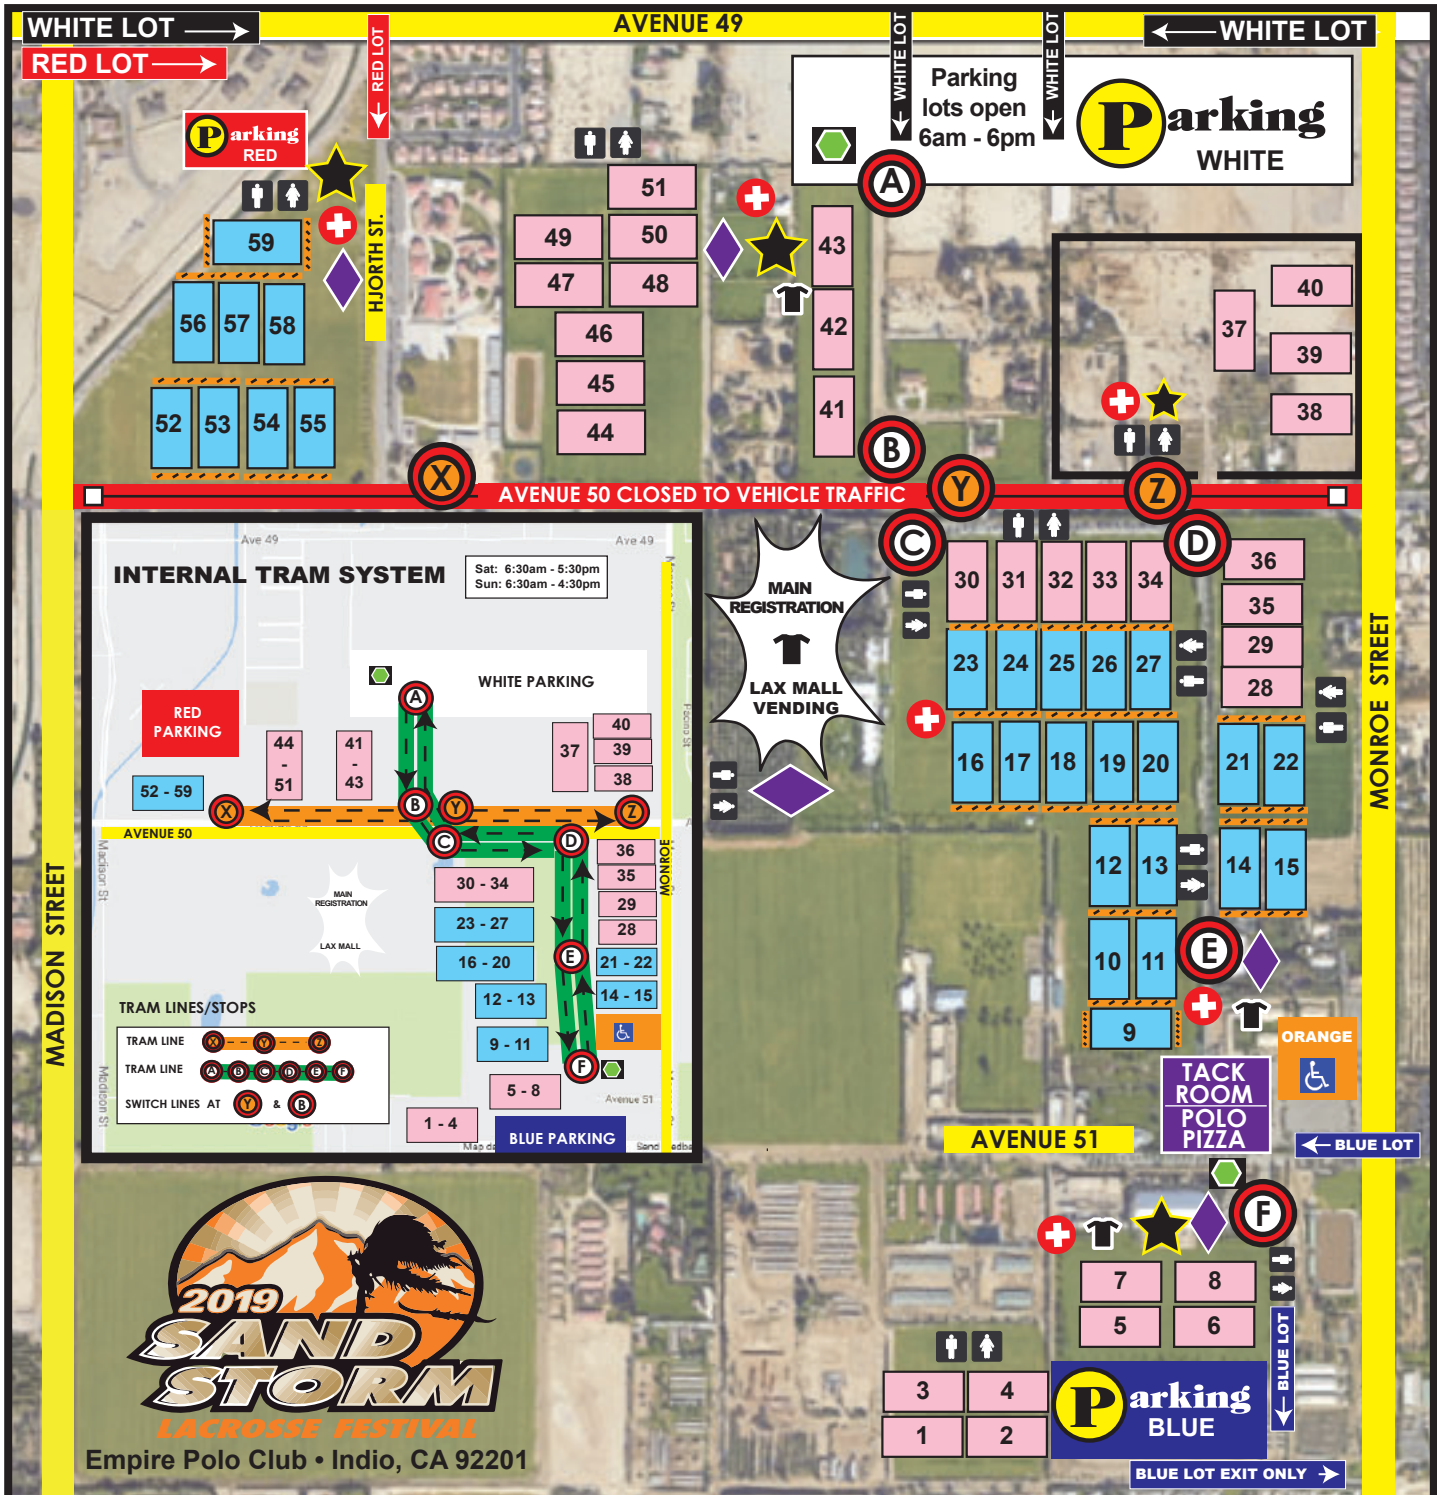 AVENUE 49
WHITE LOT
RED LOT
RED LOT
WHITE LOT
WHITE LOT
WHITE LOT
Parking
lots open
6am - 6pm
Parking
WHITE
Parking
RED
A
HJORTH ST.
59
56 57 58
52 53 54 55
51
49 50
47 48
46
45
44
43
42
41
37
40
39
38
X
B
Y
Z
AVENUE 50 CLOSED TO VEHICLE TRAFFIC
MADISON STREET
MONROE STREET
Ave 49
Ave 49
INTERNAL TRAM SYSTEM
Sat: 6:30am - 5:30pm
Sun: 6:30am - 4:30pm
WHITE PARKING
A
RED
PARKING
44
-
51
41
-
43
37
40
39
38
52 - 59
X
B
Y
Z
AVENUE 50
C
D
MONROE
Madison St
Madison St
36
35
29
28
30 - 34
23 - 27
16 - 20
12 - 13
9 - 11
5 - 8
1 - 4
21 - 22
14 - 15
E
F
MAIN
REGISTRATION
LAX MALL
Avenue 51
BLUE PARKING
TRAM LINES/STOPS
TRAM LINE X Y Z
TRAM LINE A B C D E F
SWITCH LINES AT Y & B
MAIN
REGISTRATION
LAX MALL
VENDING
C
D
30 31 32 33 34
36
35
29
28
23 24 25 26 27
16 17 18 19 20
21 22
12 13
14 15
10 11
9
E
ORANGE
TACK
ROOM
POLO
PIZZA
AVENUE 51
BLUE LOT
F
7 8
5 6
3 4
1 2
BLUE LOT
Parking
BLUE
BLUE LOT EXIT ONLY
2019
SAND
STORM
LACROSSE FESTIVAL
Empire Polo Club • Indio, CA 92201